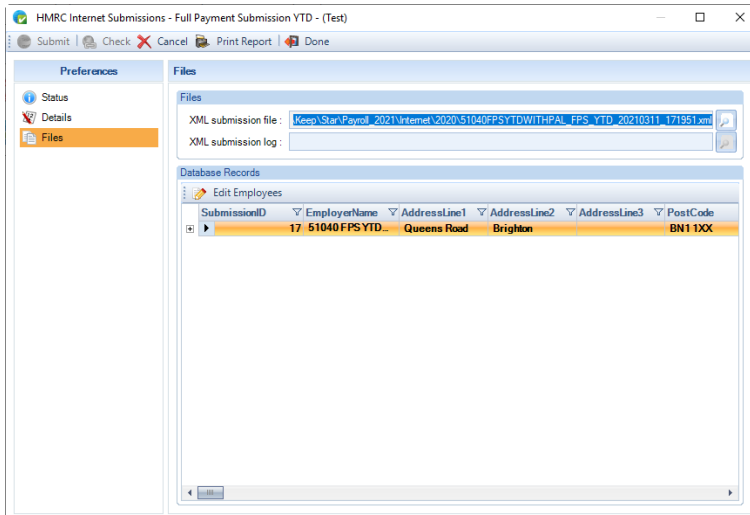 HMRC Internet Submissions - Full Payment Submission YTD - (Test)
Submit Check Cancel Print Report Done
Preferences
Status
Details
Files
Files
Files
XML submission file : .Keep\Star\Payroll_2021\Internet\2020\51040FPSYTDWITHPAL_FPS_YTD_20210311_171951.xml
XML submission log :
Database Records
Edit Employees
SubmissionID EmployerName AddressLine1 AddressLine2 AddressLine3 PostCode
17 51040 FPS YTD... Queens Road Brighton BN1 1XX